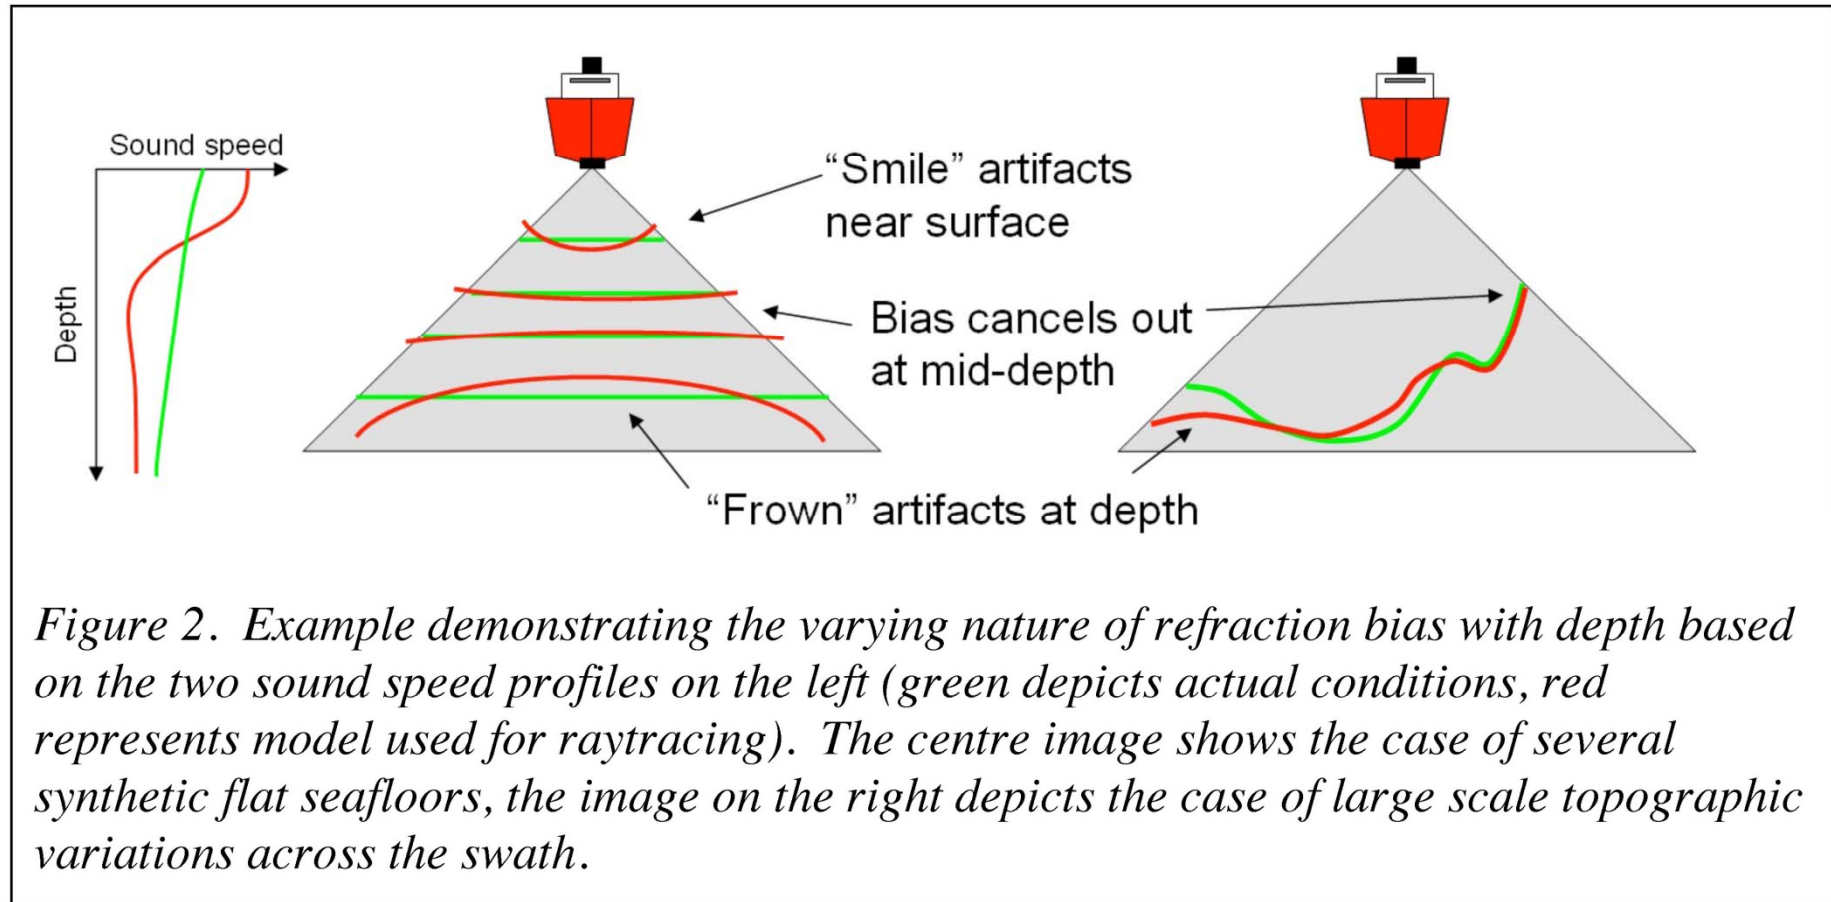 Sound speed
Depth
“Smile” artifacts
near surface
Bias cancels out
at mid-depth
“Frown” artifacts at depth
Figure 2.  Example demonstrating the varying nature of refraction bias with depth based
on the two sound speed profiles on the left (green depicts actual conditions, red
represents model used for raytracing).  The centre image shows the case of several
synthetic flat seafloors, the image on the right depicts the case of large scale topographic
variations across the swath.